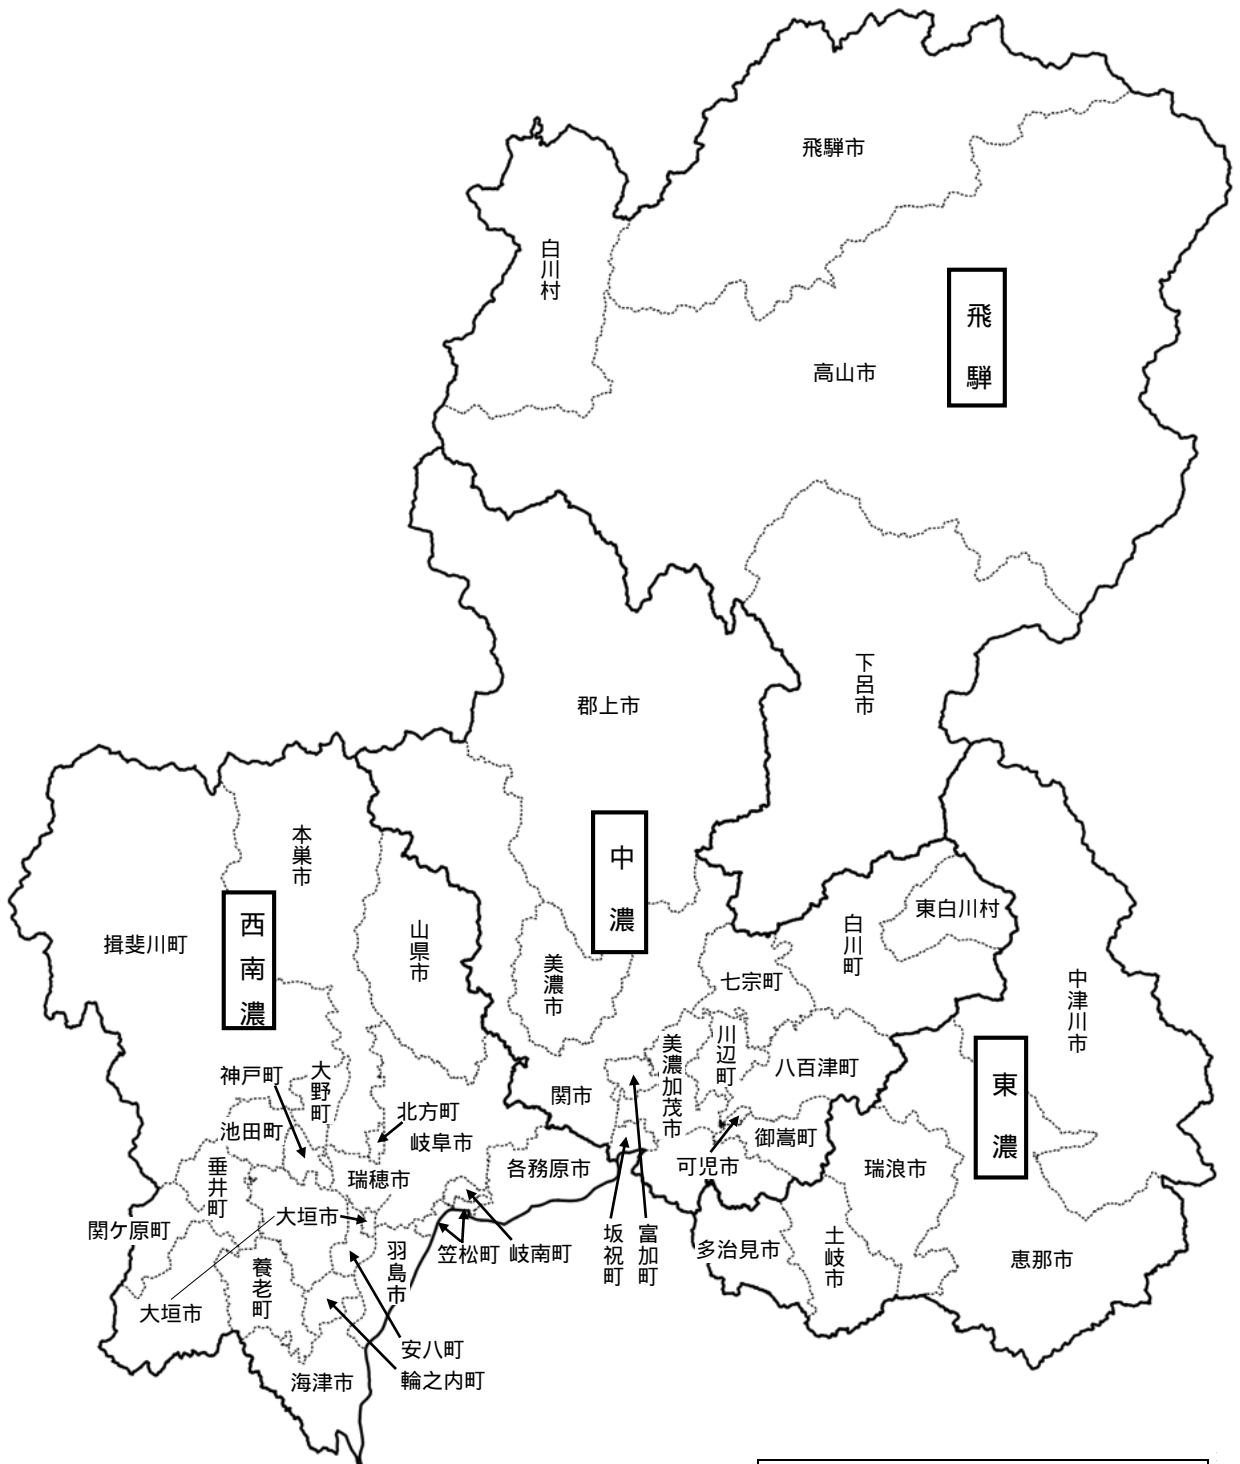 飛騨市
白川村
飛騨
高山市
下呂市
郡上市
中濃
本巣市
西南濃
揖斐川町
山県市
美濃市
東白川村
白川町
七宗町
中津川市
東濃
川辺町
美濃加茂市
八百津町
神戸町
大野町
関市
北方町
池田町
岐阜市
御嵩町
垂井町
瑞穂市
各務原市
可児市
瑞浪市
関ケ原町
大垣市
羽島市
笠松町
岐南町
坂祝町
富加町
多治見市
土岐市
恵那市
養老町
大垣市
安八町
輪之内町
海津市